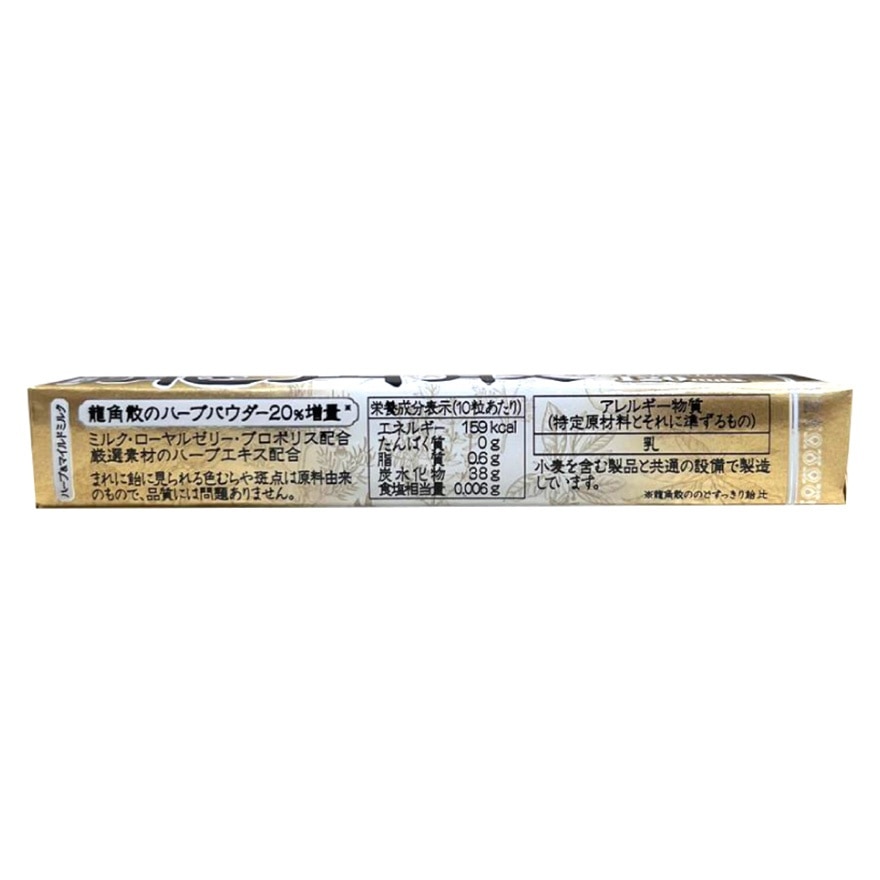 ハーブ&マイルドミルク
龍角散のハーブパウダー20%増量※
ミルク・ローヤルゼリー・プロポリス配合
厳選素材のハーブエキス配合
まれに飴に見られる色むらや斑点は原料由来
のもので、品質には問題ありません。
栄養成分表示(10粒あたり)
エネルギー 159kcal
たんぱく質 0g
脂質 0.6g
炭水化物 38g
食塩相当量 0.006g
アレルギー物質
(特定原材料とそれに準ずるもの)
乳
小麦を含む製品と共通の設備で製造
しています。
※龍角散ののどすっきり飴比